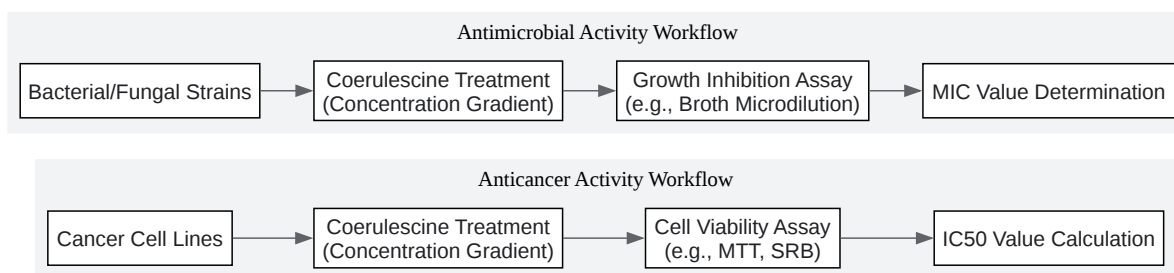 Antimicrobial Activity Workflow
Bacterial/Fungal Strains
Coerulescine Treatment
(Concentration Gradient)
Growth Inhibition Assay
(e.g., Broth Microdilution)
MIC Value Determination
Anticancer Activity Workflow
Cancer Cell Lines
Coerulescine Treatment
(Concentration Gradient)
Cell Viability Assay
(e.g., MTT, SRB)
IC50 Value Calculation